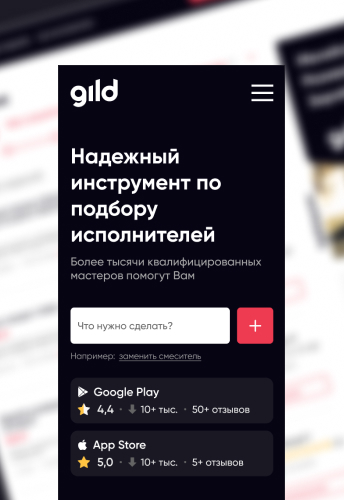 gild
Надежный
инструмент по
подбору
исполнителей
Более тысячи квалифицированных
мастеров помогут Вам
Что нужно сделать?
Например: заменить смеситель
Google Play
4,4 · 10+ тыс. · 50+ отзывов
App Store
5,0 · 10+ тыс. · 5+ отзывов